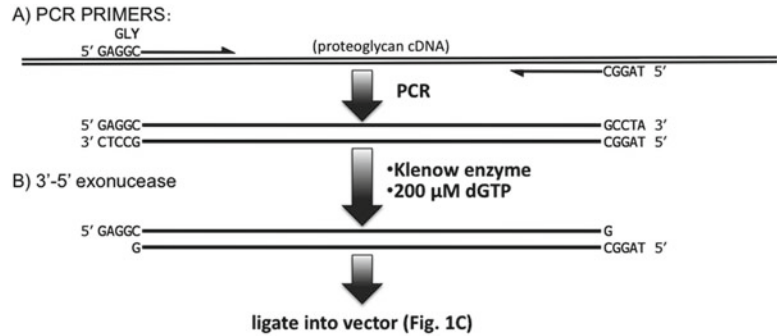 A) PCR PRIMERS:
GLY
5′ GAGGC
(proteoglycan cDNA)
CGGAT 5′
PCR
5′ GAGGC GCCTA 3′
3′ CTCCG CGGAT 5′
•Klenow enzyme
•200 µM dGTP
B) 3’-5’ exonucease
5′ GAGGC G
G CGGAT 5′
ligate into vector (Fig. 1C)